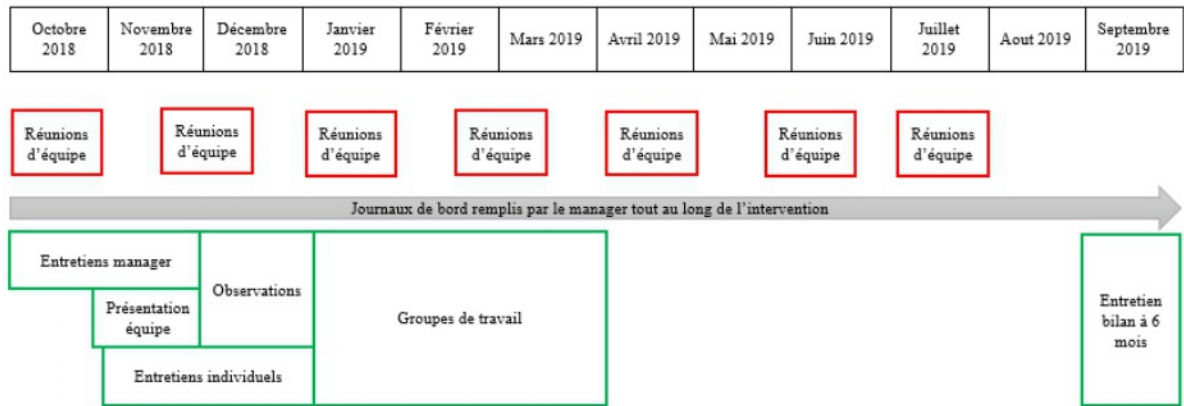 Octobre
2018
Novembre
2018
Décembre
2018
Janvier
2019
Février
2019
Mars 2019
Avril 2019
Mai 2019
Juin 2019
Juillet
2019
Aout 2019
Septembre
2019
Réunions
d'équipe
Réunions
d'équipe
Réunions
d'équipe
Réunions
d'équipe
Réunions
d'équipe
Réunions
d'équipe
Réunions
d'équipe
Journaux de bord remplis par le manager tout au long de l'intervention
Entretiens manager
Présentation
équipe
Observations
Entretiens individuels
Groupes de travail
Entretien
bilan à 6
mois